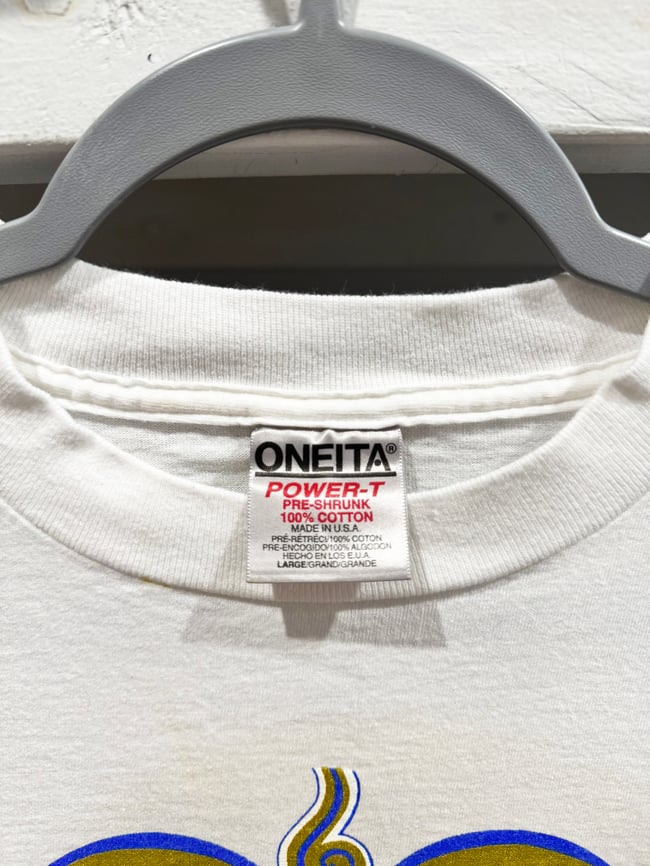 ONEITA®
POWER-T
PRE-SHRUNK
100% COTTON
MADE IN U.S.A.
PRÉ-RÉTRÉCI/100% COTON
PRE-ENCOGIDO/100% ALGODON
HECHO EN LOS E.U.A.
LARGE/GRAND/GRANDE